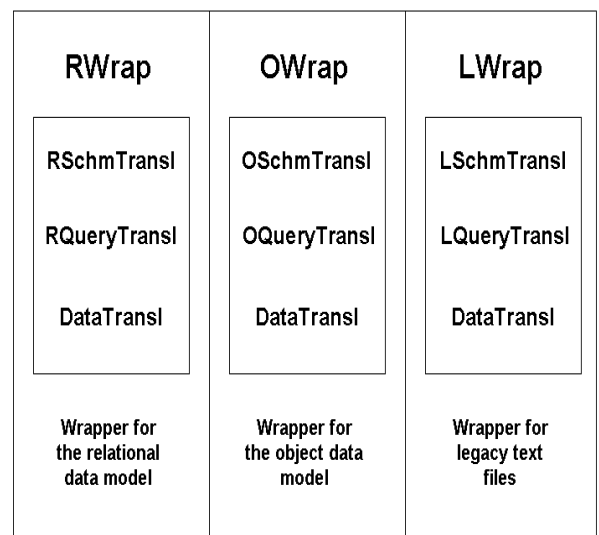 RWrap
RSchmTransl
RQueryTransl
DataTransl
Wrapper for
the relational
data model
OWrap
OSchmTransl
OQueryTransl
DataTransl
Wrapper for
the object data
model
LWrap
LSchmTransl
LQueryTransl
DataTransl
Wrapper for
legacy text
files